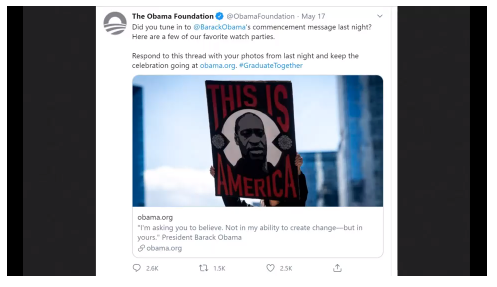 The Obama Foundation @ObamaFoundation · May 17
Did you tune in to @BarackObama's commencement message last night?
Here are a few of our favorite watch parties.
Respond to this thread with your photos from last night and keep the
celebration going at obama.org. #GraduateTogether
THIS IS
AMERICA
obama.org
"I'm asking you to believe. Not in my ability to create change—but in
yours." President Barack Obama
obama.org
2.6K 1.5K 2.5K